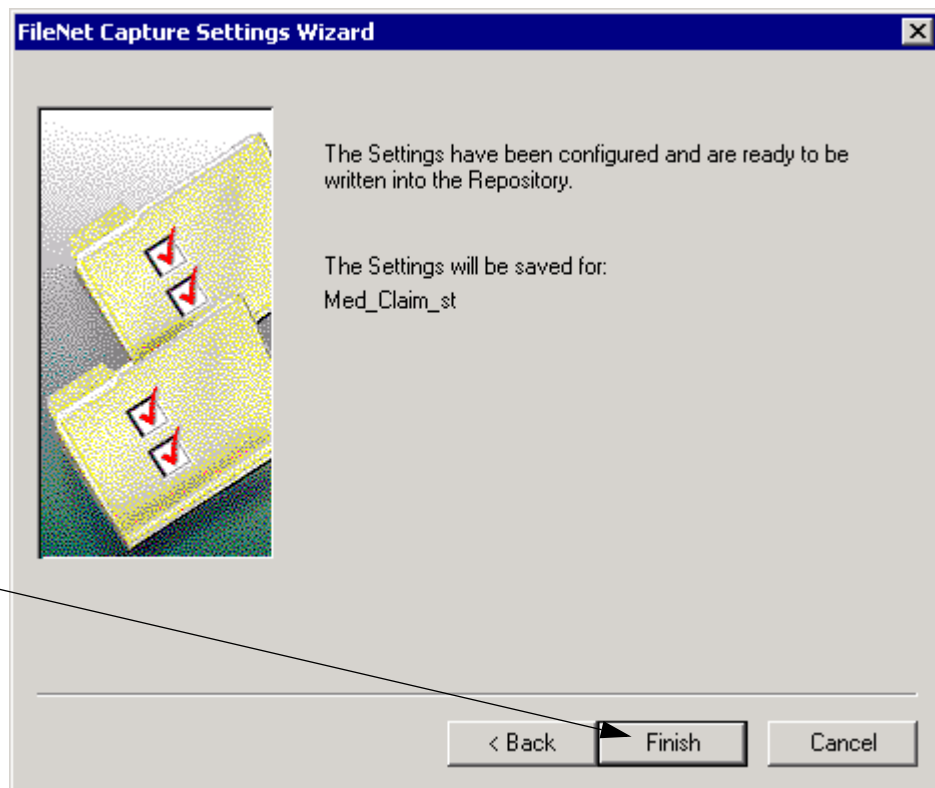 FileNet Capture Settings Wizard
The Settings have been configured and are ready to be
written into the Repository.
The Settings will be saved for:
Med_Claim_st
< Back Finish Cancel